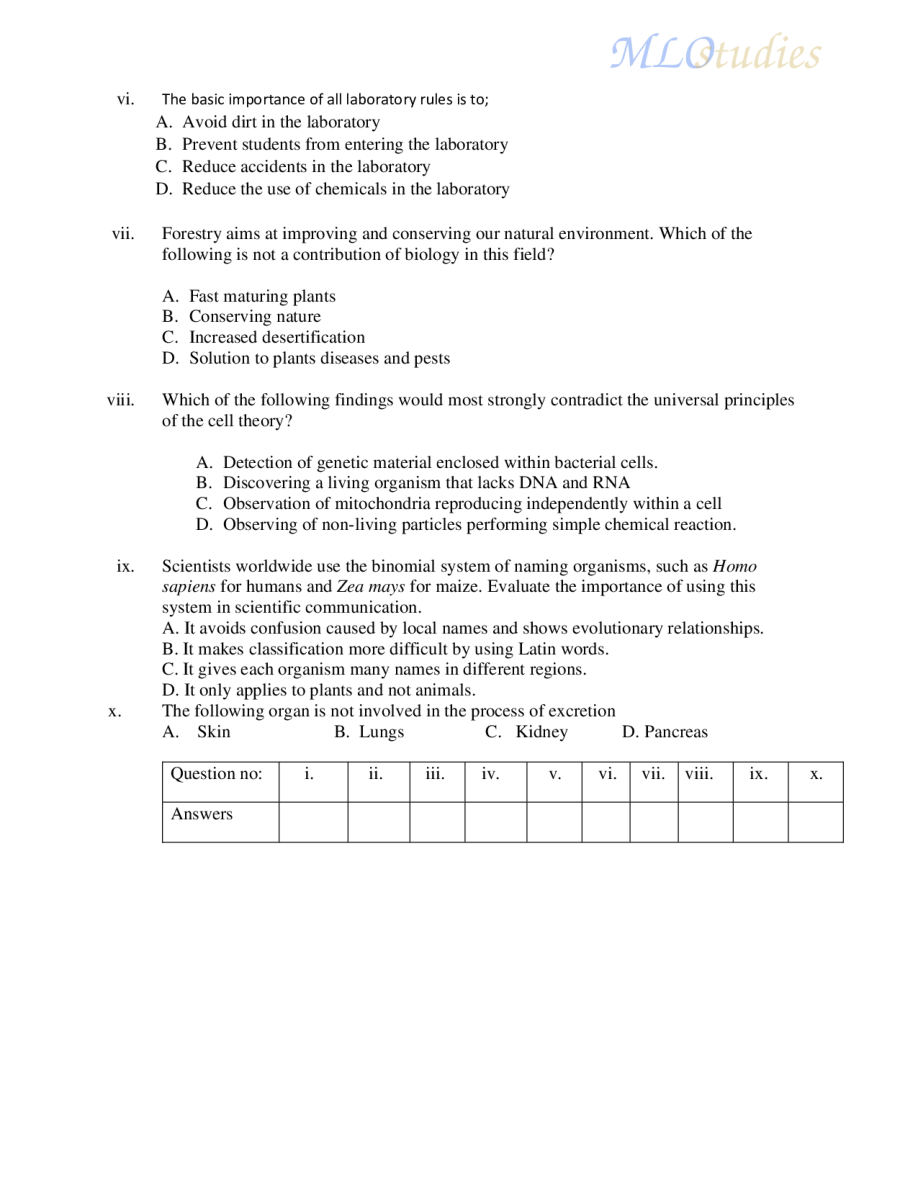 MLOstudies
vi. The basic importance of all laboratory rules is to;
A. Avoid dirt in the laboratory
B. Prevent students from entering the laboratory
C. Reduce accidents in the laboratory
D. Reduce the use of chemicals in the laboratory
vii. Forestry aims at improving and conserving our natural environment. Which of the
following is not a contribution of biology in this field?
A. Fast maturing plants
B. Conserving nature
C. Increased desertification
D. Solution to plants diseases and pests
viii. Which of the following findings would most strongly contradict the universal principles
of the cell theory?
A. Detection of genetic material enclosed within bacterial cells.
B. Discovering a living organism that lacks DNA and RNA
C. Observation of mitochondria reproducing independently within a cell
D. Observing of non-living particles performing simple chemical reaction.
ix. Scientists worldwide use the binomial system of naming organisms, such as Homo
sapiens for humans and Zea mays for maize. Evaluate the importance of using this
system in scientific communication.
A. It avoids confusion caused by local names and shows evolutionary relationships.
B. It makes classification more difficult by using Latin words.
C. It gives each organism many names in different regions.
D. It only applies to plants and not animals.
x. The following organ is not involved in the process of excretion
A. Skin B. Lungs C. Kidney D. Pancreas
Question no: i. ii. iii. iv. v. vi. vii. viii. ix. x.
Answers